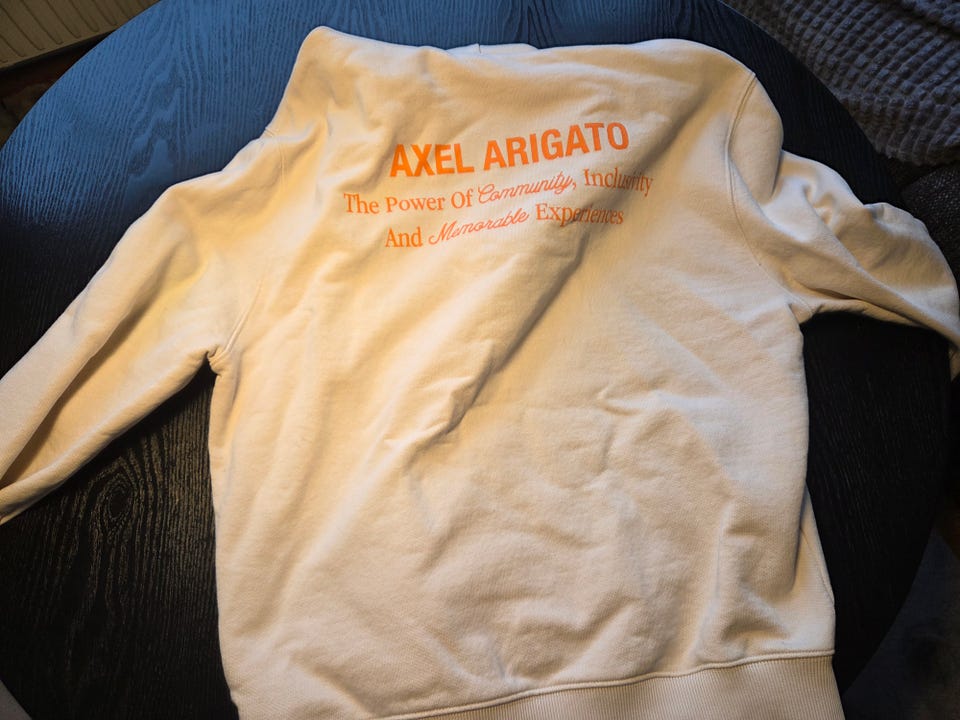 AXEL ARIGATO
The Power Of Community, Inclusivity
And Memorable Experiences